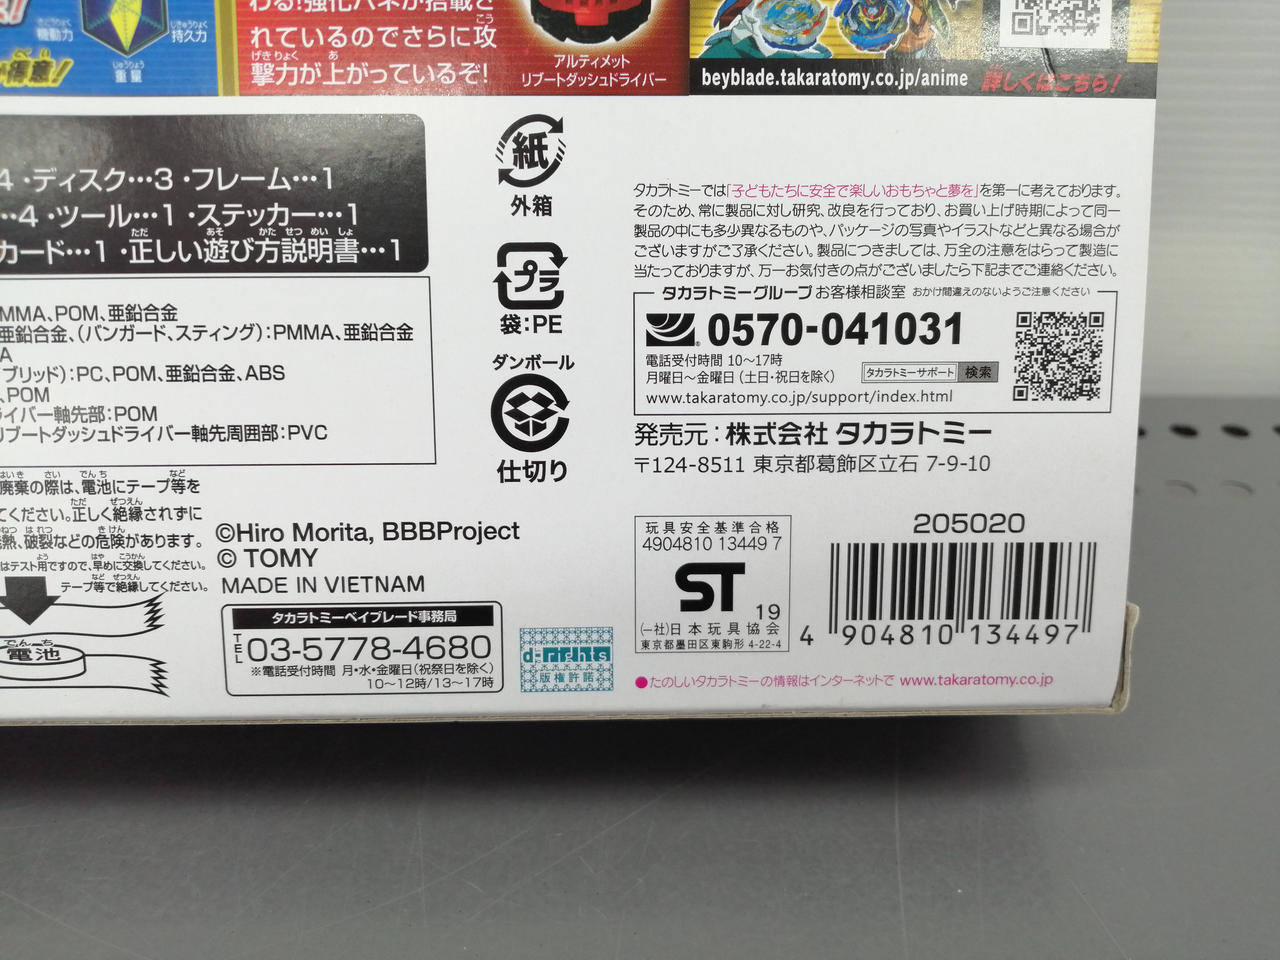 わる!強化バネが搭載さ
れているのでさらに攻
撃力が上がっているぞ!
機動力
持久力
重量
アルティメット
リブートダッシュドライバー
beyblade.takaratomy.co.jp/anime
詳しくはこちら!
4・ディスク…3・フレーム…1
…4・ツール…1・ステッカー…1
カード…1・正しい遊び方説明書…1
MMA、POM、亜鉛合金
亜鉛合金、(バンガード、スティング):PMMA、亜鉛合金
A
ブリッド):PC、POM、亜鉛合金、ABS
、POM
ライバー軸先部:POM
リブートダッシュドライバー軸先周囲部:PVC
紙
外箱
プラ
袋:PE
ダンボール
仕切り
タカラトミーでは「子どもたちに安全で楽しいおもちゃと夢を」を第一に考えております。
そのため、常に製品に対し研究、改良を行っており、お買い上げ時期によって同一
製品の中にも多少異なるものや、パッケージの写真やイラストなどと異なる場合が
ございますがご了承ください。製品につきましては、万全の注意をはらって製造に
当たっておりますが、万一お気付きの点がございましたら下記までご連絡ください。
タカラトミーグループ お客様相談室 おかけ間違えのないようご注意ください
0570-041031
電話受付時間 10〜17時
月曜日〜金曜日(土日・祝日を除く)
タカラトミーサポート 検索
www.takaratomy.co.jp/support/index.html
発売元:株式会社 タカラトミー
〒124-8511 東京都葛飾区立石 7-9-10
廃棄の際は、電池にテープ等を
てください。正しく絶縁されずに
熱、破裂などの危険があります。
はテスト用ですので、早めに交換してください。
テープ等で絶縁してください。
でんち
電池
©Hiro Morita, BBBProject
© TOMY
MADE IN VIETNAM
タカラトミーベイブレード事務局
TEL 03-5778-4680
※電話受付時間 月・水・金曜日(祝祭日を除く)
10〜12時/13〜17時
d-rights
版権許諾
玩具安全基準合格
4904810 13449 7
ST
19
(一社)日本玩具協会
東京都墨田区東駒形 4-22-4
205020
4 904810 134497
●たのしいタカラトミーの情報はインターネットで www.takaratomy.co.jp